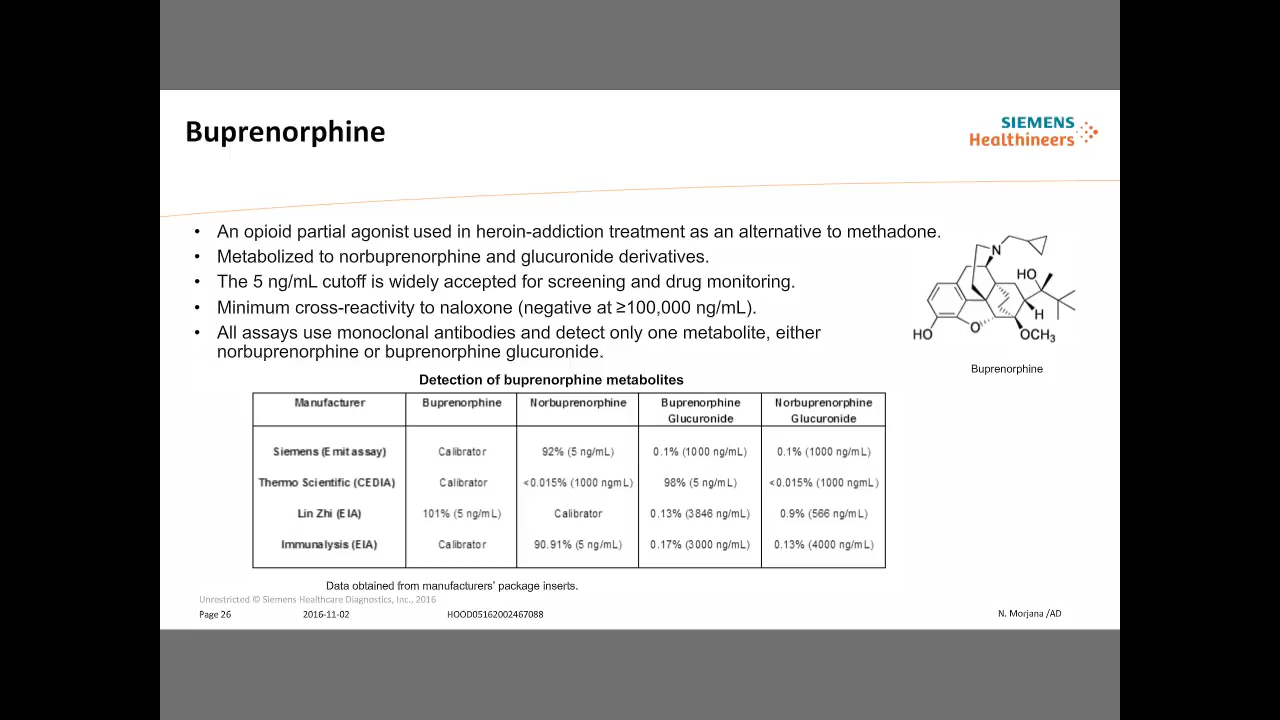 Buprenorphine
SIEMENS
Healthineers
• An opioid partial agonist used in heroin-addiction treatment as an alternative to methadone.
• Metabolized to norbuprenorphine and glucuronide derivatives.
• The 5 ng/mL cutoff is widely accepted for screening and drug monitoring.
• Minimum cross-reactivity to naloxone (negative at ≥100,000 ng/mL).
• All assays use monoclonal antibodies and detect only one metabolite, either
norbuprenorphine or buprenorphine glucuronide.
N
HO
H
O
HO
OCH3
Buprenorphine
Detection of buprenorphine metabolites
Manufacturer Buprenorphine Norbuprenorphine Buprenorphine Glucuronide Norbuprenorphine Glucuronide
Siemens (Emit assay) Calibrator 92% (5 ng/mL) 0.1% (1000 ng/mL) 0.1% (1000 ng/mL)
Thermo Scientific (CEDIA) Calibrator <0.015% (1000 ngmL) 98% (5 ng/mL) <0.015% (1000 ngmL)
Lin Zhi (EIA) 101% (5 ng/mL) Calibrator 0.13% (3846 ng/mL) 0.9% (566 ng/mL)
Immunalysis (EIA) Calibrator 90.91% (5 ng/mL) 0.17% (3000 ng/mL) 0.13% (4000 ng/mL)
Data obtained from manufacturers' package inserts.
Unrestricted © Siemens Healthcare Diagnostics, Inc., 2016
Page 26 2016-11-02 HOOD05162002467088 N. Morjana /AD